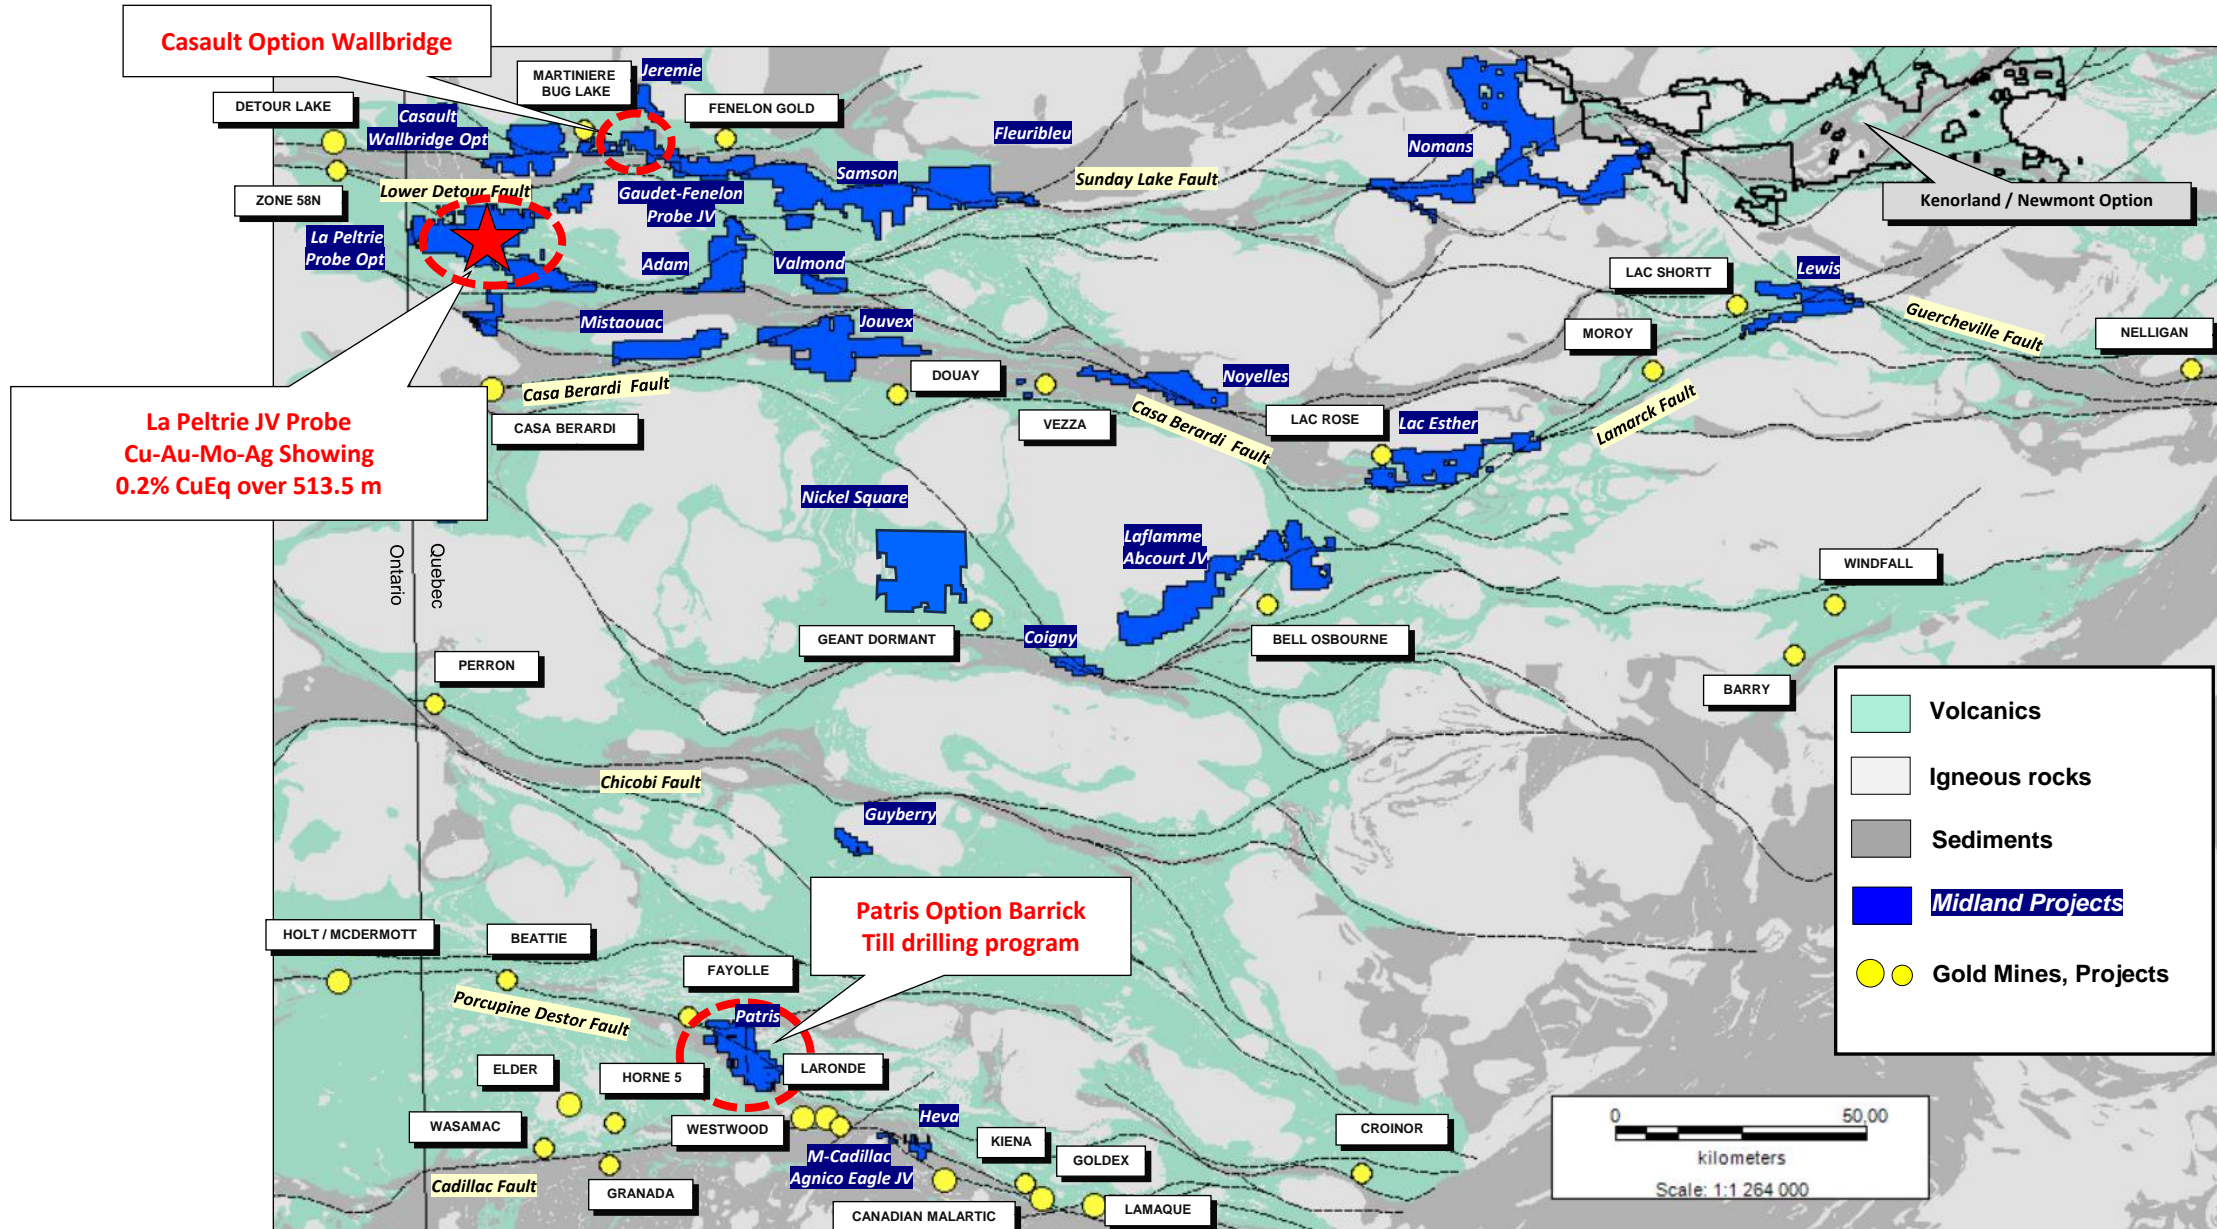 Casault Option Wallbridge
MARTINIERE
BUG LAKE
Jeremie
DETOUR LAKE
Casault
Wallbridge Opt
FENELON GOLD
Fleuribleu
Nomans
Samson
Sunday Lake Fault
Lower Detour Fault
ZONE 58N
Gaudet-Fenelon
Probe JV
Kenorland / Newmont Option
La Peltrie
Probe Opt
Adam
Valmond
LAC SHORTT
Lewis
Mistaouac
Jouvex
Guercheville Fault
MOROY
NELLIGAN
DOUAY
Noyelles
Casa Berardi  Fault
CASA BERARDI
VEZZA
Casa Berardi  Fault
LAC ROSE
Lac Esther
Lamarck Fault
La Peltrie JV Probe
Cu-Au-Mo-Ag Showing
0.2% CuEq over 513.5 m
Nickel Square
Laflamme
Abcourt JV
Ontario
Quebec
WINDFALL
GEANT DORMANT
Coigny
BELL OSBOURNE
PERRON
BARRY
Volcanics
Igneous rocks
Sediments
Midland Projects
Gold Mines, Projects
Chicobi Fault
Guyberry
Patris Option Barrick
Till drilling program
HOLT / MCDERMOTT
BEATTIE
FAYOLLE
Porcupine Destor Fault
Patris
ELDER
HORNE 5
LARONDE
WASAMAC
WESTWOOD
Heva
KIENA
CROINOR
M-Cadillac
Agnico Eagle JV
GOLDEX
Cadillac Fault
GRANADA
CANADIAN MALARTIC
LAMAQUE
0
50,00
kilometers
Scale: 1:1 264 000